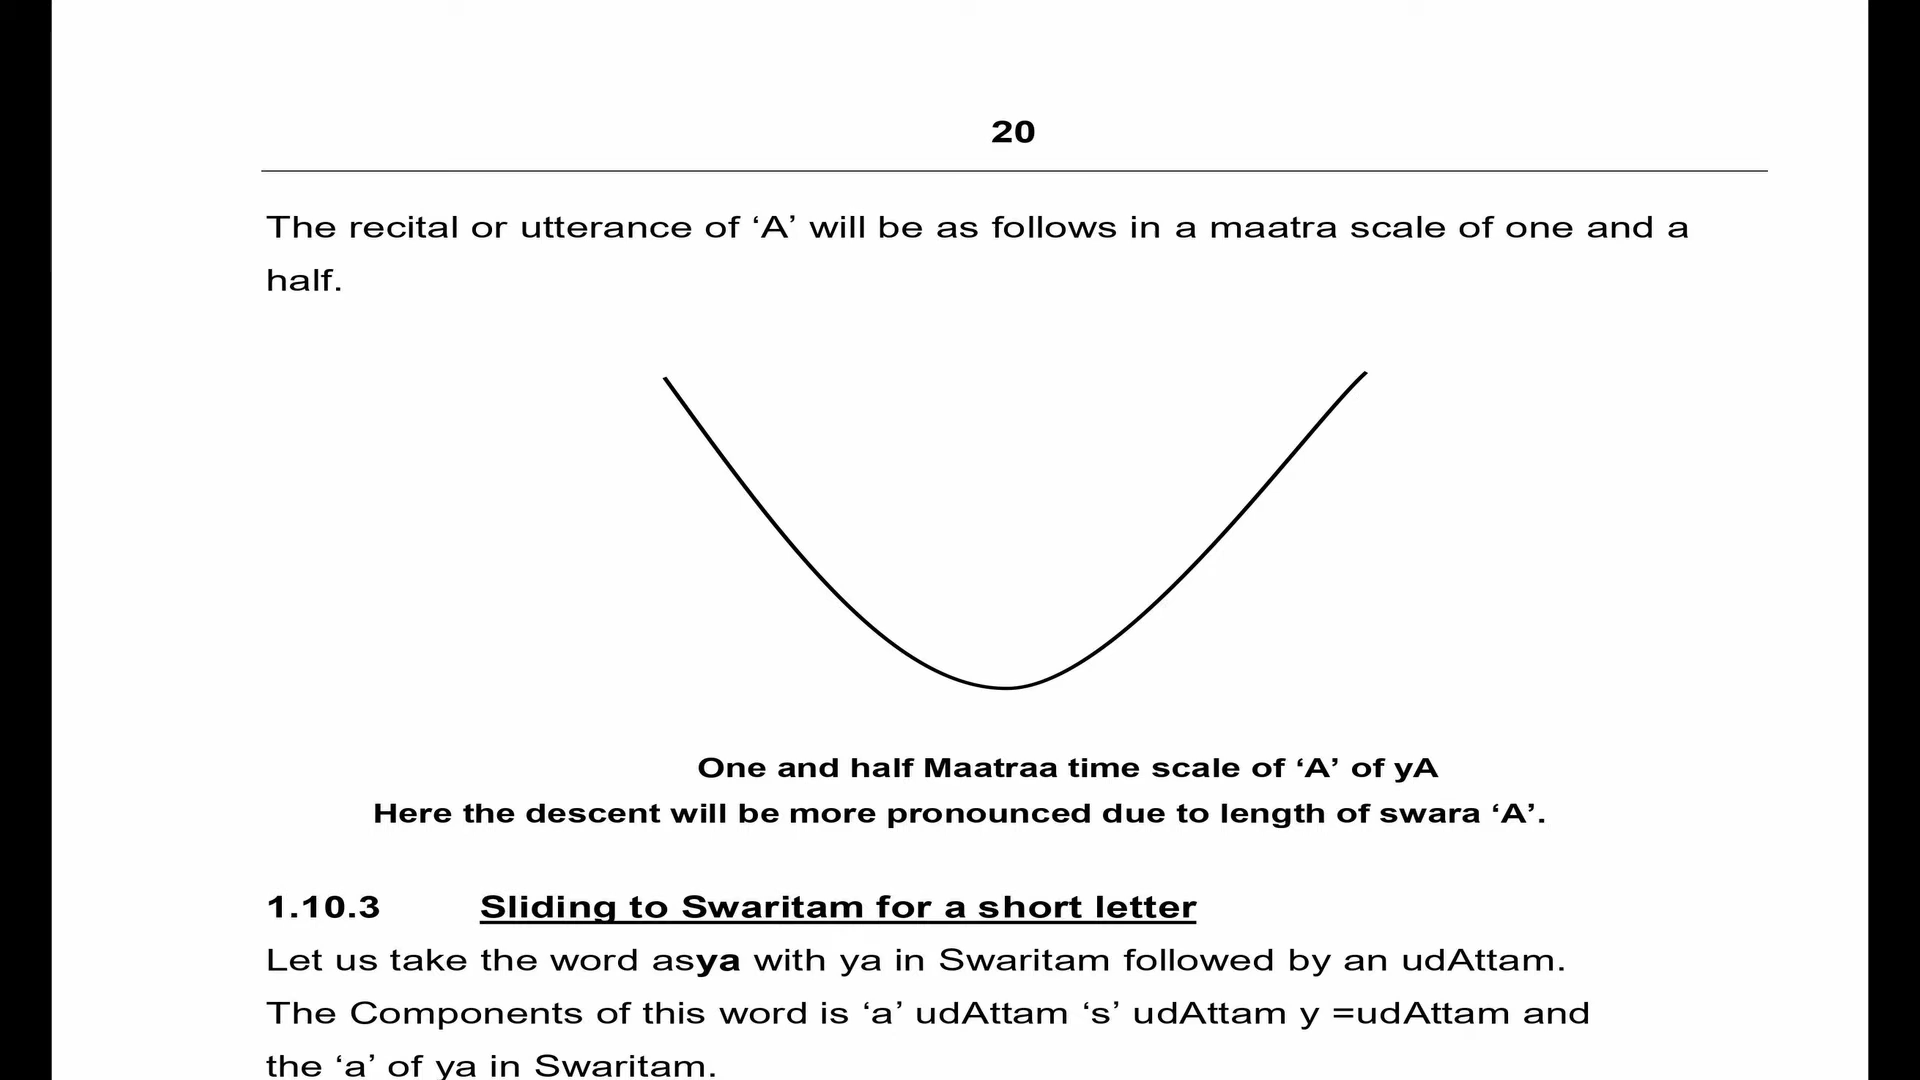 20
The recital or utterance of ‘A’ will be as follows in a maatra scale of one and a
half.
One and half Maatraa time scale of ‘A’ of yA
Here the descent will be more pronounced due to length of swara ‘A’.
1.10.3 Sliding to Swaritam for a short letter
Let us take the word asya with ya in Swaritam followed by an udAttam.
The Components of this word is ‘a’ udAttam ‘s’ udAttam y =udAttam and
the ‘a’ of ya in Swaritam.